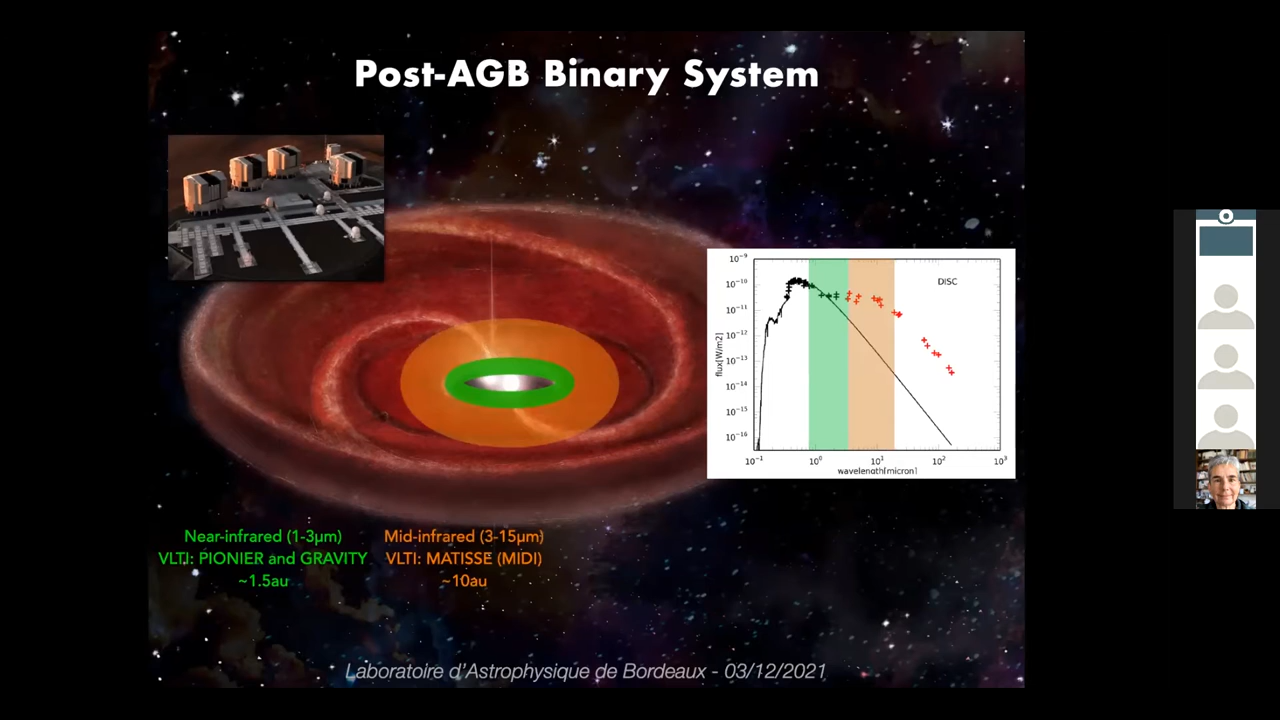 Post-AGB Binary System
10⁻⁹
10⁻¹⁰
10⁻¹¹
10⁻¹²
10⁻¹³
10⁻¹⁴
10⁻¹⁵
10⁻¹⁶
flux[W/m2]
DISC
10⁻¹ 10⁰ 10¹ 10² 10³
wavelength[micron]
Near-infrared (1-3μm)
VLTI: PIONIER and GRAVITY
~1.5au
Mid-infrared (3-15μm)
VLTI: MATISSE (MIDI)
~10au
Laboratoire d’Astrophysique de Bordeaux - 03/12/2021